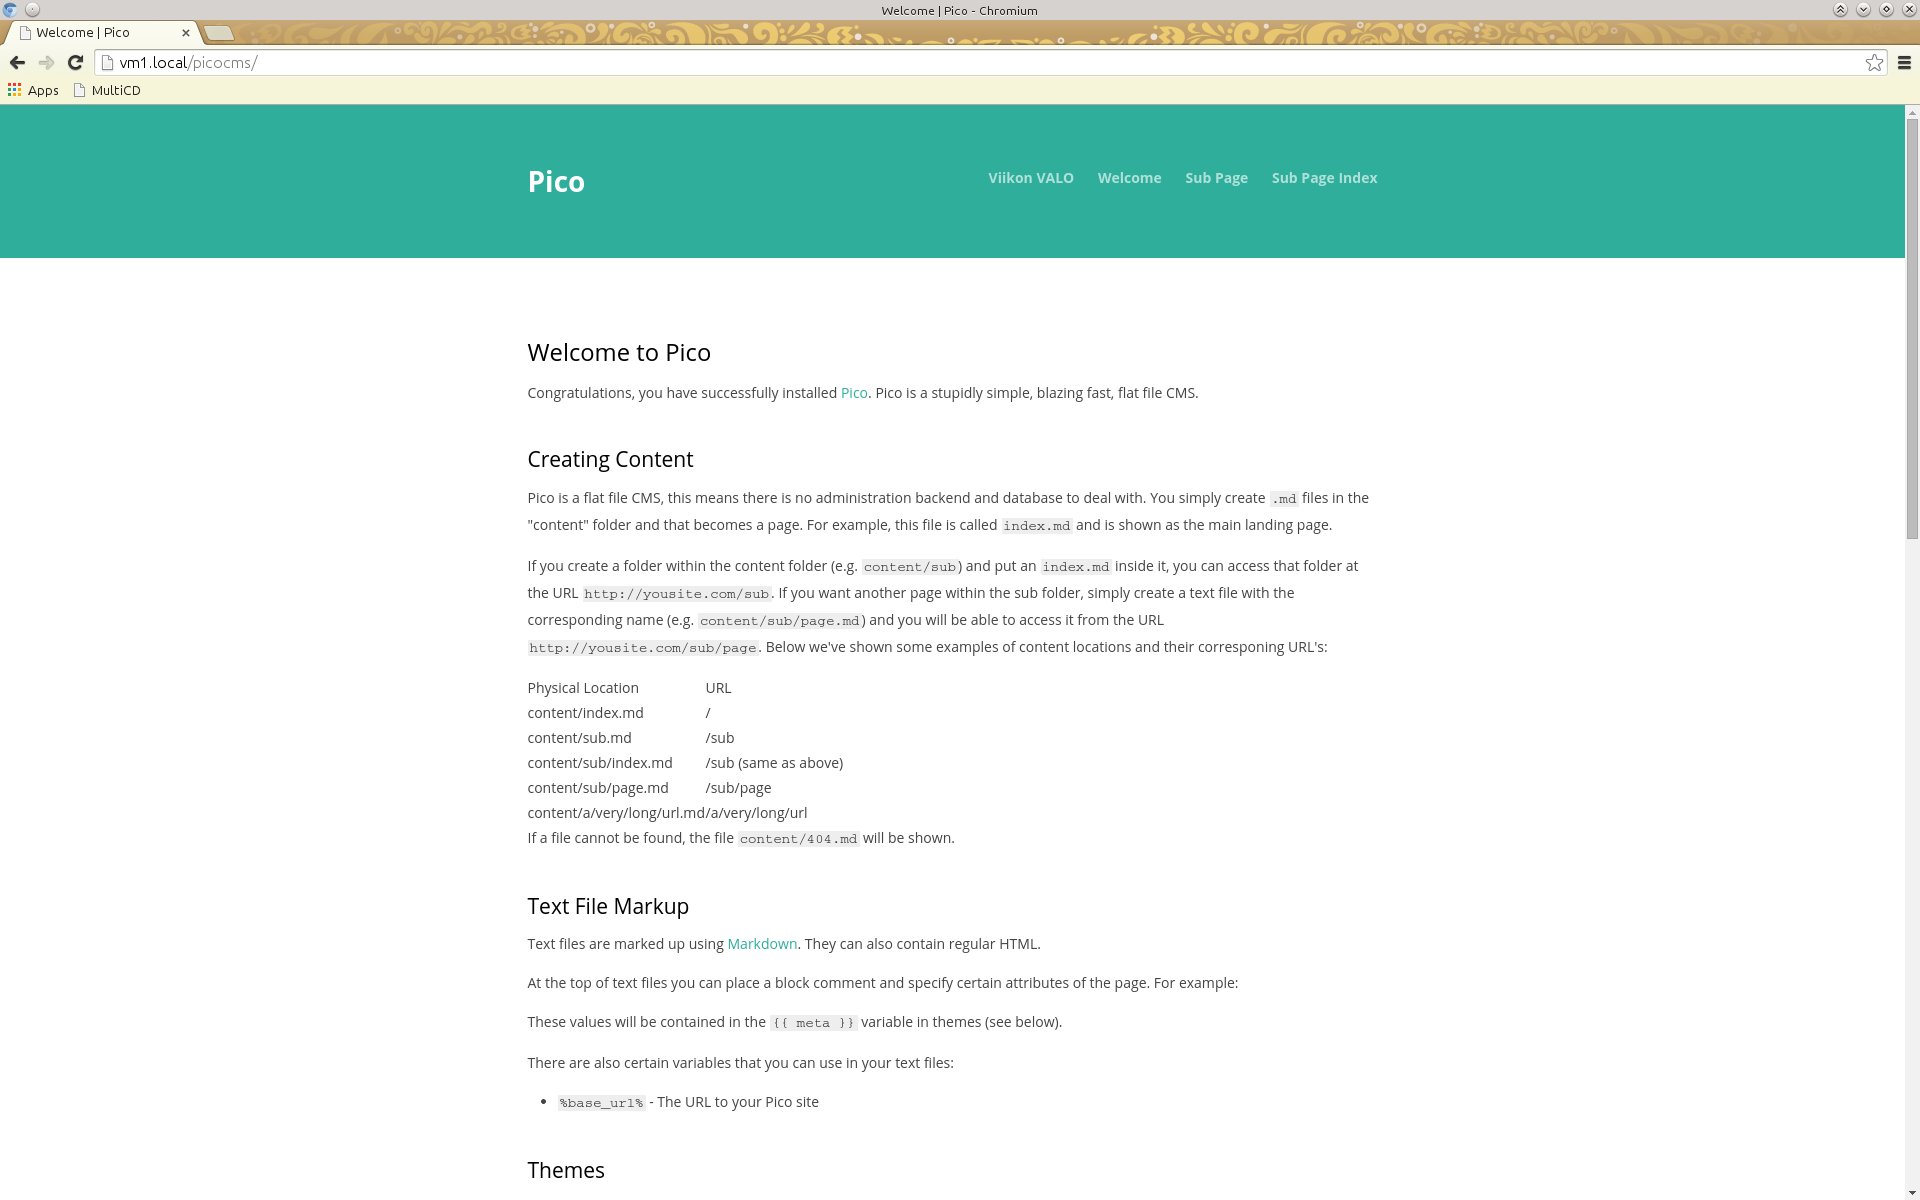 Welcome | Pico - Chromium
Welcome | Pico
vm1.local/picocms/
Apps MultiCD
Pico
Viikon VALO Welcome Sub Page Sub Page Index
Welcome to Pico
Congratulations, you have successfully installed Pico. Pico is a stupidly simple, blazing fast, flat file CMS.
Creating Content
Pico is a flat file CMS, this means there is no administration backend and database to deal with. You simply create .md files in the
"content" folder and that becomes a page. For example, this file is called index.md and is shown as the main landing page.
If you create a folder within the content folder (e.g. content/sub) and put an index.md inside it, you can access that folder at
the URL http://yousite.com/sub. If you want another page within the sub folder, simply create a text file with the
corresponding name (e.g. content/sub/page.md) and you will be able to access it from the URL
http://yousite.com/sub/page. Below we've shown some examples of content locations and their corresponing URL's:
Physical Location URL
content/index.md /
content/sub.md /sub
content/sub/index.md /sub (same as above)
content/sub/page.md /sub/page
content/a/very/long/url.md /a/very/long/url
If a file cannot be found, the file content/404.md will be shown.
Text File Markup
Text files are marked up using Markdown. They can also contain regular HTML.
At the top of text files you can place a block comment and specify certain attributes of the page. For example:
These values will be contained in the {{ meta }} variable in themes (see below).
There are also certain variables that you can use in your text files:
• %base_url% - The URL to your Pico site
Themes